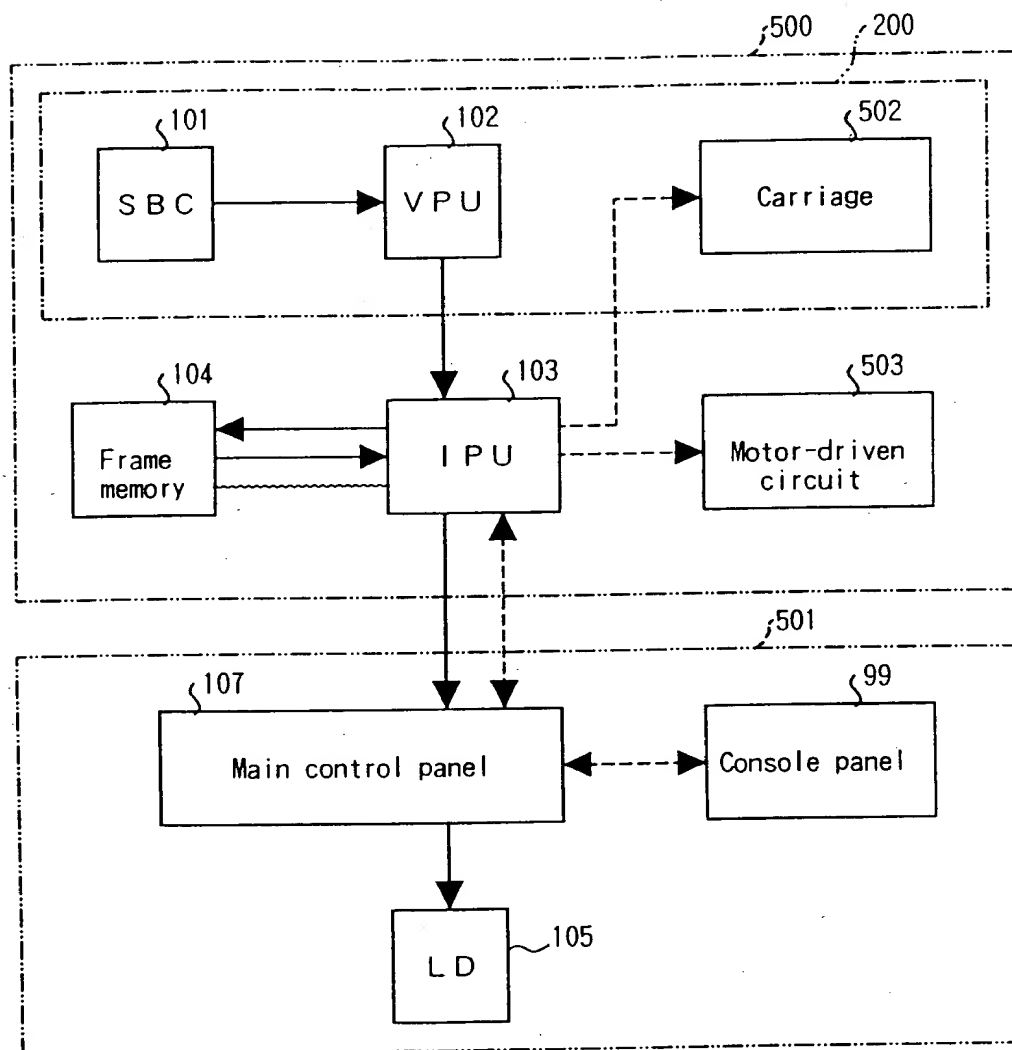 500
200
101
102
502
SBC
VPU
Carriage
104
103
503
Frame
memory
IPU
Motor-driven
circuit
501
107
99
Main control panel
Console panel
105
LD